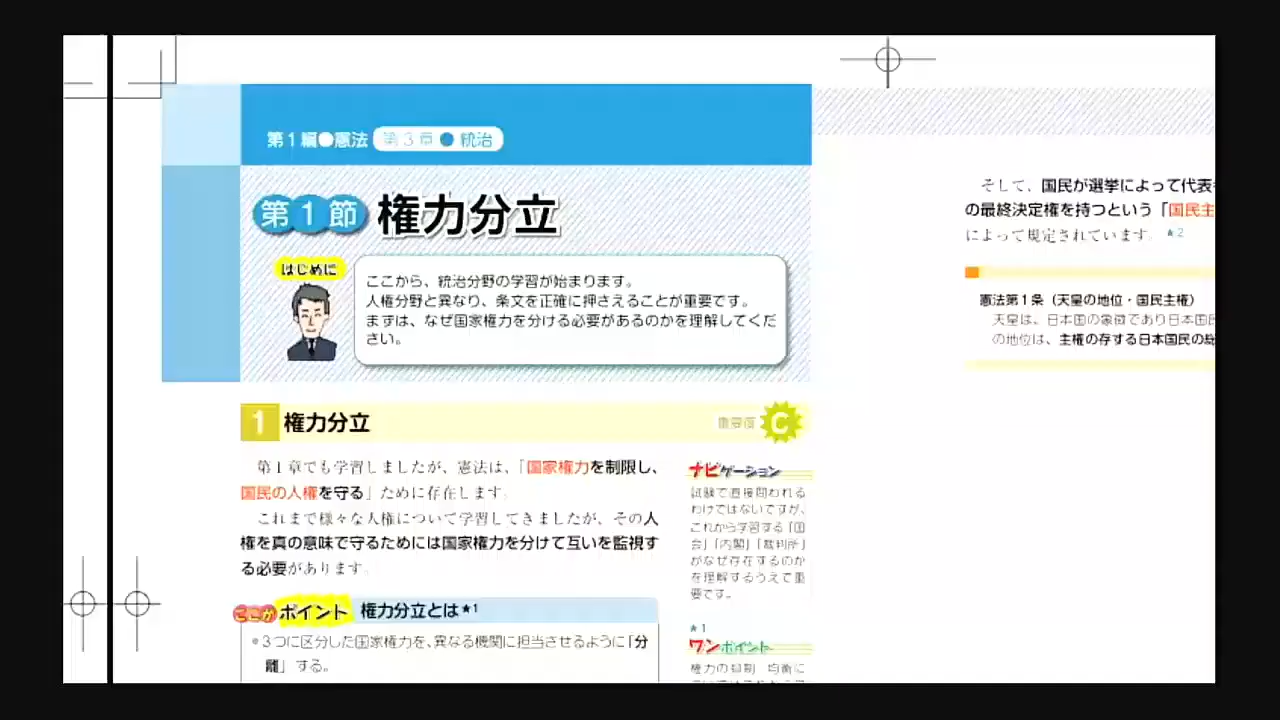 第1編●憲法 第3章●統治
第1節 権力分立
はじめに
ここから、統治分野の学習が始まります。
人権分野と異なり、条文を正確に押さえることが重要です。
まずは、なぜ国家権力を分ける必要があるのかを理解してくだ
さい。
1 権力分立
重要度 C
第1章でも学習しましたが、憲法は、「国家権力を制限し、
国民の人権を守る」ために存在します。
これまで様々な人権について学習してきましたが、その人
権を真の意味で守るためには国家権力を分けて互いを監視す
る必要があります。
ここがポイント 権力分立とは★1
●3つに区分した国家権力を、異なる機関に担当させるように「分
離」する。
ナビゲーション
試験で直接問われる
わけではないですが、
これから学習する「国
会」「内閣」「裁判所」
がなぜ存在するのか
を理解するうえで重
要です。
★1
ワンポイント
権力の抑制・均衡に
そして、国民が選挙によって代表
の最終決定権を持つという「国民主
によって規定されています。★2
憲法第1条（天皇の地位・国民主権）
天皇は、日本国の象徴であり日本国民
の地位は、主権の存する日本国民の総